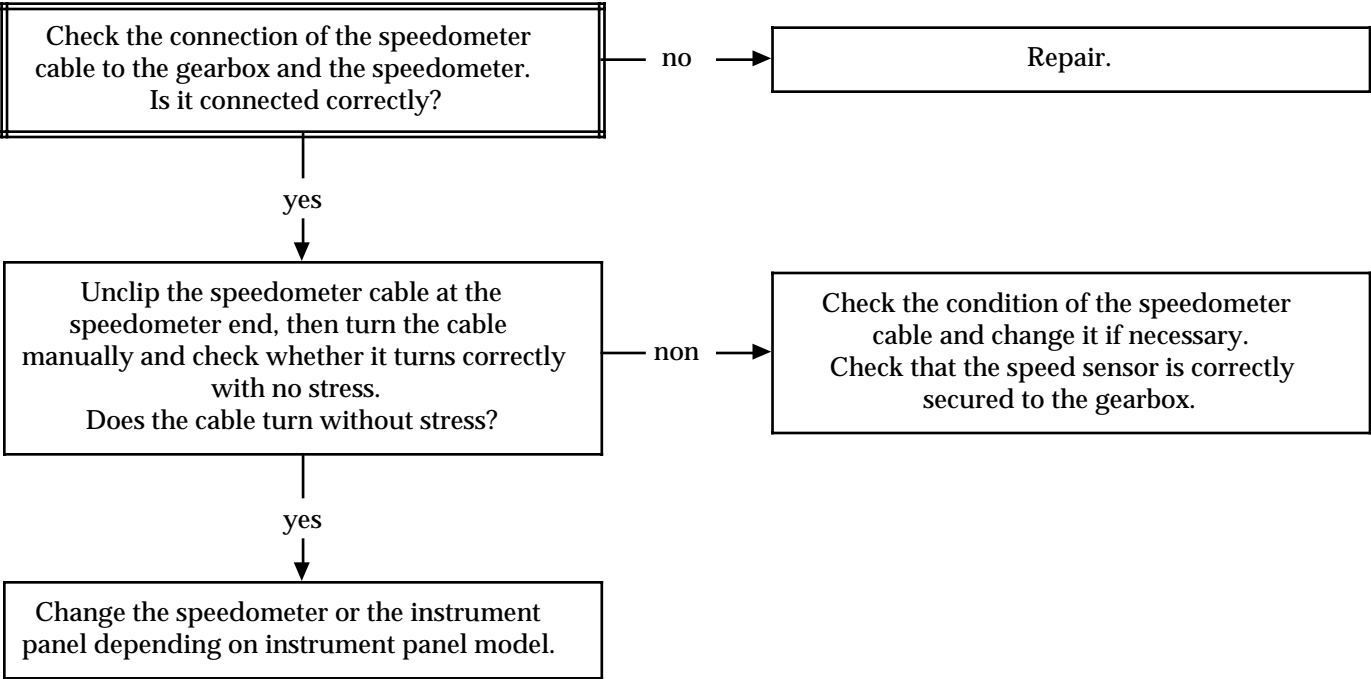 Check the connection of the speedometer
cable to the gearbox and the speedometer.
Is it connected correctly?
no
Repair.
yes
Unclip the speedometer cable at the
speedometer end, then turn the cable
manually and check whether it turns correctly
with no stress.
Does the cable turn without stress?
non
Check the condition of the speedometer
cable and change it if necessary.
Check that the speed sensor is correctly
secured to the gearbox.
yes
Change the speedometer or the instrument
panel depending on instrument panel model.